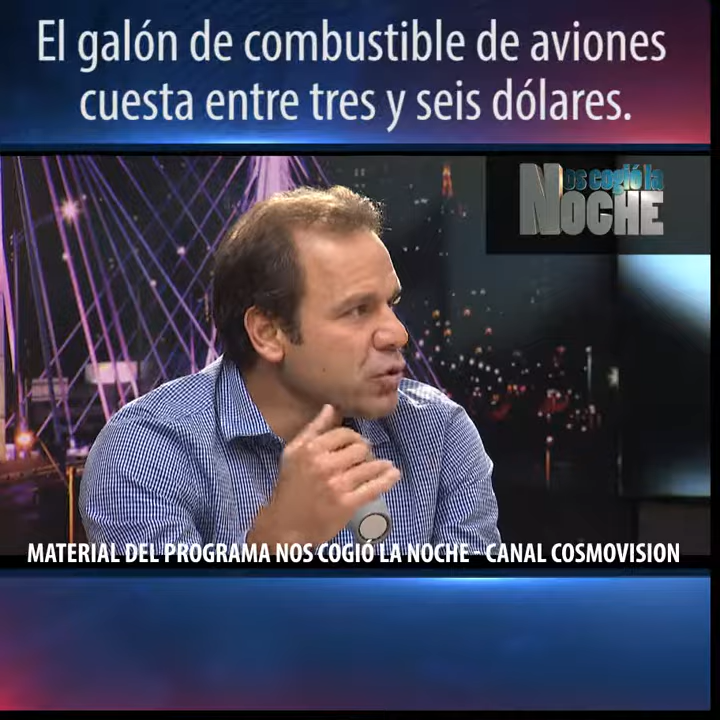 El galón de combustible de aviones
cuesta entre tres y seis dólares.
Nos cogió la
NOCHE
MATERIAL DEL PROGRAMA NOS COGIÓ LA NOCHE - CANAL COSMOVISION